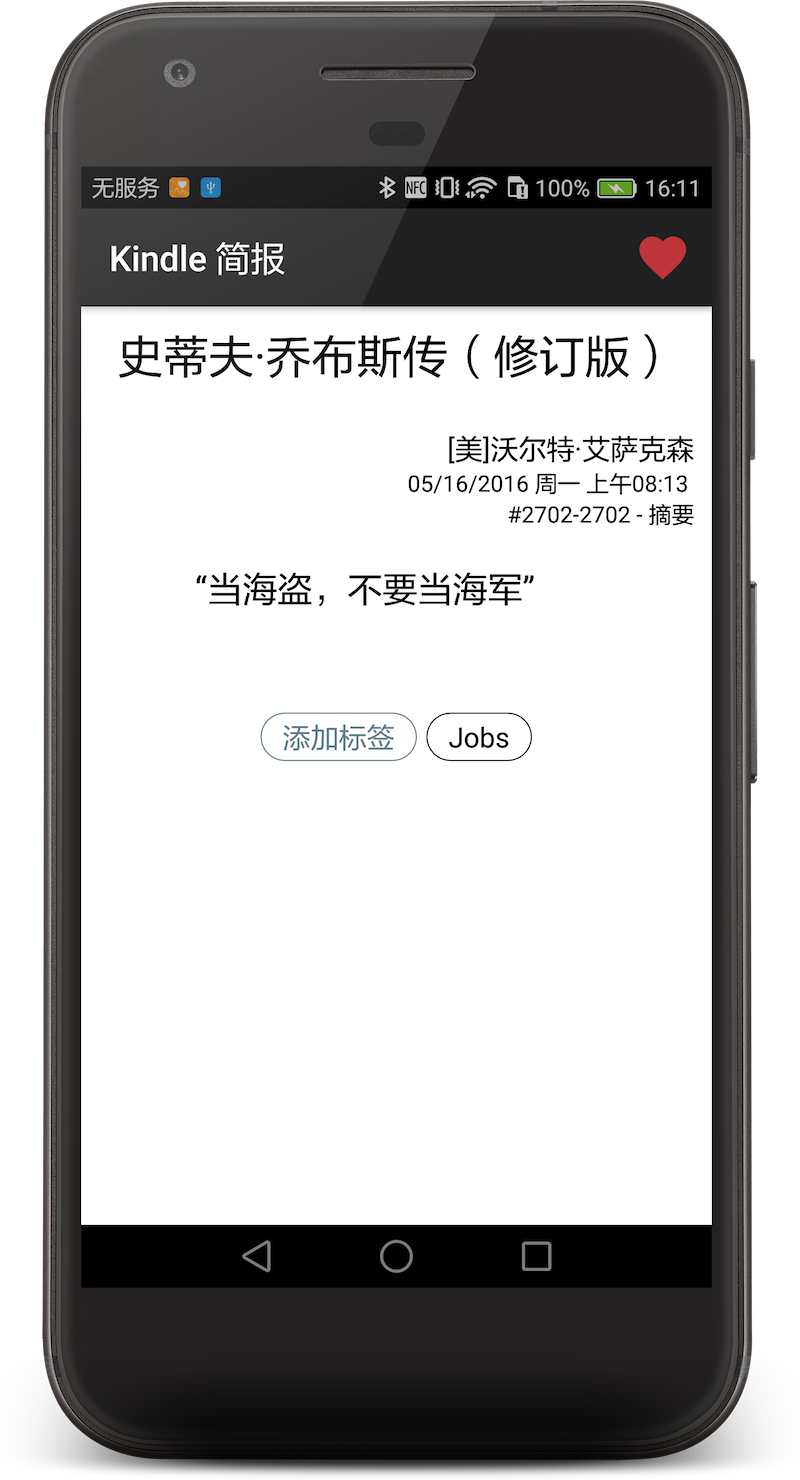 无服务 NFC 100% 16:11
Kindle 简报
史蒂夫·乔布斯传（修订版）
[美]沃尔特·艾萨克森
05/16/2016 周一 上午08:13
#2702-2702 - 摘要
“当海盗，不要当海军”
添加标签 Jobs